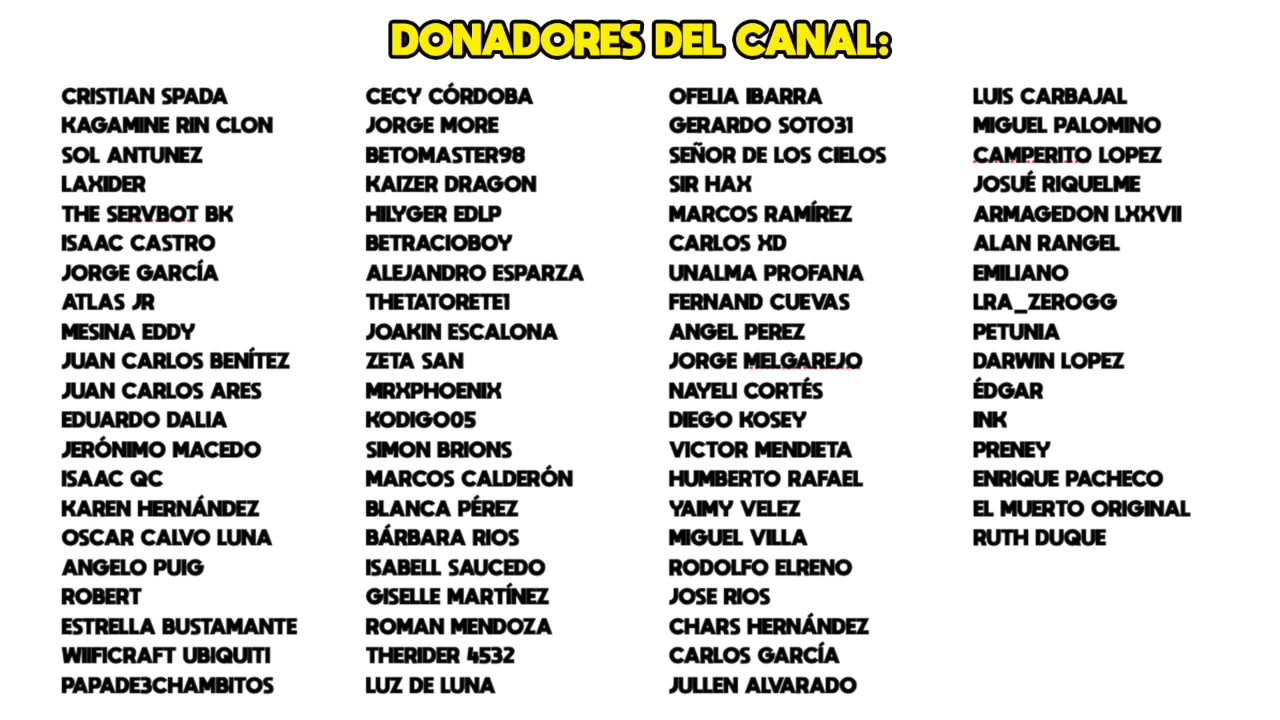 DONADORES DEL CANAL:
CRISTIAN SPADA
KAGAMINE RIN CLON
SOL ANTUNEZ
LAXIDER
THE SERVBOT BK
ISAAC CASTRO
JORGE GARCÍA
ATLAS JR
MESINA EDDY
JUAN CARLOS BENÍTEZ
JUAN CARLOS ARES
EDUARDO DALIA
JERÓNIMO MACEDO
ISAAC QC
KAREN HERNÁNDEZ
OSCAR CALVO LUNA
ANGELO PUIG
ROBERT
ESTRELLA BUSTAMANTE
WIIFICRAFT UBIQUITI
PAPADE3CHAMBITOS
CECY CÓRDOBA
JORGE MORE
BETOMASTER98
KAIZER DRAGON
HILYGER EDLP
BETRACIOBOY
ALEJANDRO ESPARZA
THETATORETE1
JOAKIN ESCALONA
ZETA SAN
MRXPHOENIX
KODIGO05
SIMON BRIONS
MARCOS CALDERÓN
BLANCA PÉREZ
BÁRBARA RIOS
ISABELL SAUCEDO
GISELLE MARTÍNEZ
ROMAN MENDOZA
THERIDER 4532
LUZ DE LUNA
OFELIA IBARRA
GERARDO SOTO31
SEÑOR DE LOS CIELOS
SIR HAX
MARCOS RAMÍREZ
CARLOS XD
UNALMA PROFANA
FERNAND CUEVAS
ANGEL PEREZ
JORGE MELGAREJO
NAYELI CORTÉS
DIEGO KOSEY
VICTOR MENDIETA
HUMBERTO RAFAEL
YAIMY VELEZ
MIGUEL VILLA
RODOLFO ELRENO
JOSE RIOS
CHARS HERNÁNDEZ
CARLOS GARCÍA
JULLEN ALVARADO
LUIS CARBAJAL
MIGUEL PALOMINO
CAMPERITO LOPEZ
JOSUÉ RIQUELME
ARMAGEDON LXXVII
ALAN RANGEL
EMILIANO
LRA_ZEROGG
PETUNIA
DARWIN LOPEZ
ÉDGAR
INK
PRENEY
ENRIQUE PACHECO
EL MUERTO ORIGINAL
RUTH DUQUE